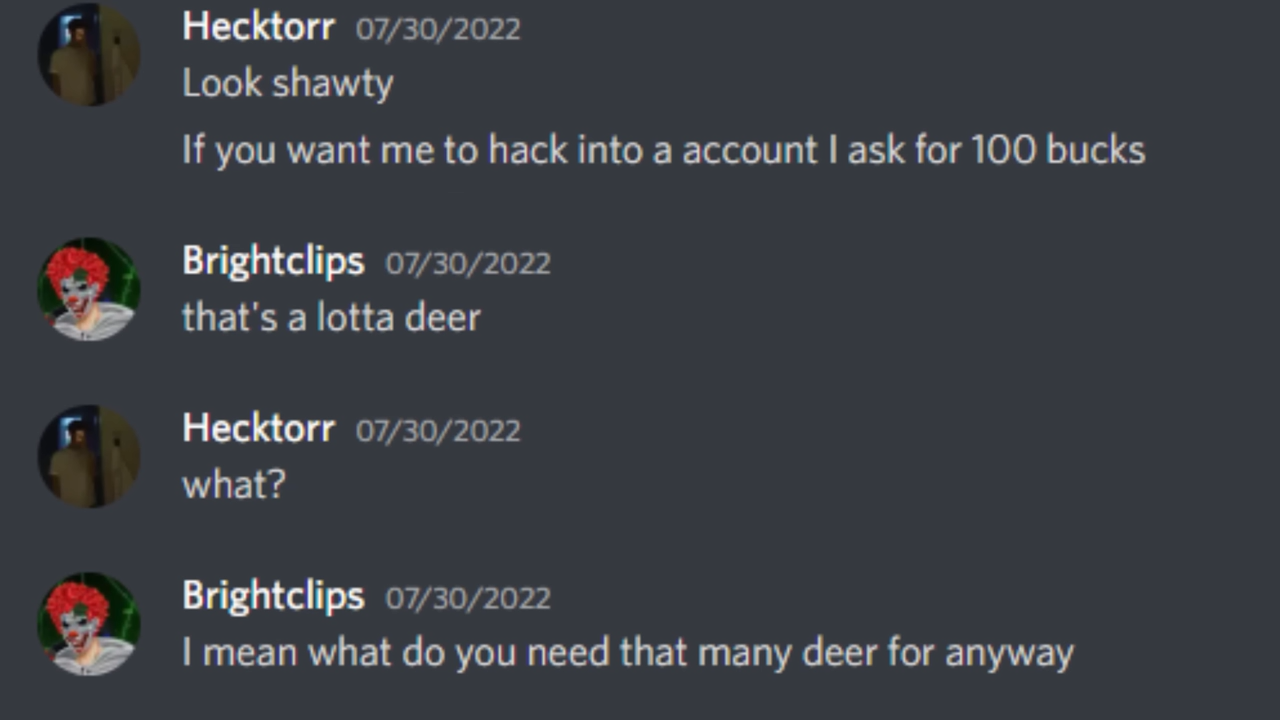 Hecktorr 07/30/2022
Look shawty
If you want me to hack into a account I ask for 100 bucks
Brightclips 07/30/2022
that's a lotta deer
Hecktorr 07/30/2022
what?
Brightclips 07/30/2022
I mean what do you need that many deer for anyway